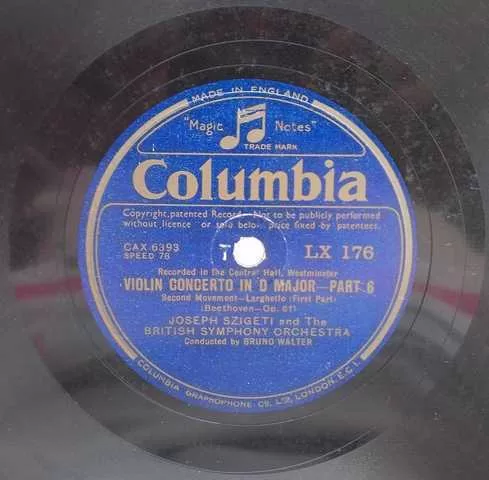 MADE IN ENGLAND
"Magic Notes"
TRADE MARK
Columbia
Copyright, patented Record. Not to be publicly performed
without licence or sold below price fixed by patentees.
CAX 6393
SPEED 78
T
LX 176
Recorded in the Central Hall, Westminster
VIOLIN CONCERTO IN D MAJOR—PART 6
Second Movement—Larghetto (First Part)
(Beethoven—Op. 61)
JOSEPH SZIGETI and The
BRITISH SYMPHONY ORCHESTRA
Conducted by BRUNO WALTER
COLUMBIA GRAPHOPHONE CO. LTD. LONDON, E.C.1.